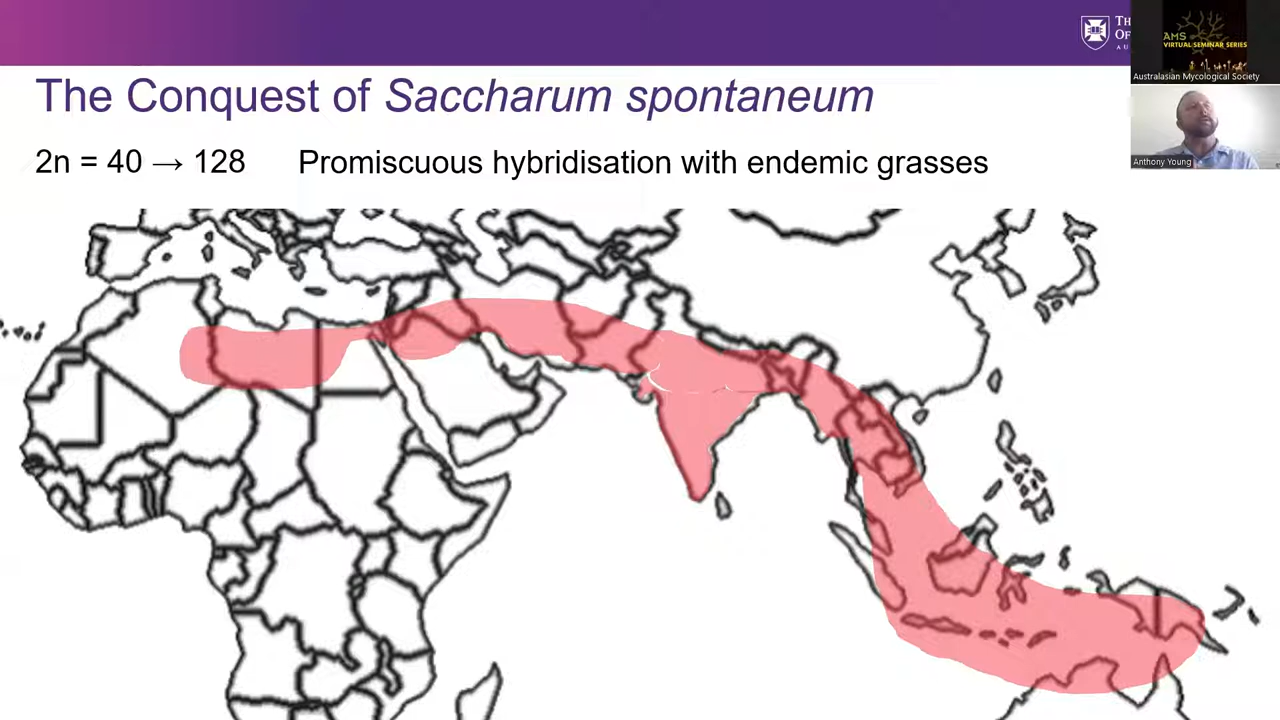 The Conquest of Saccharum spontaneum
2n = 40 → 128
Promiscuous hybridisation with endemic grasses
AMS
VIRTUAL SEMINAR SERIES
Australasian Mycological Society
Anthony Young